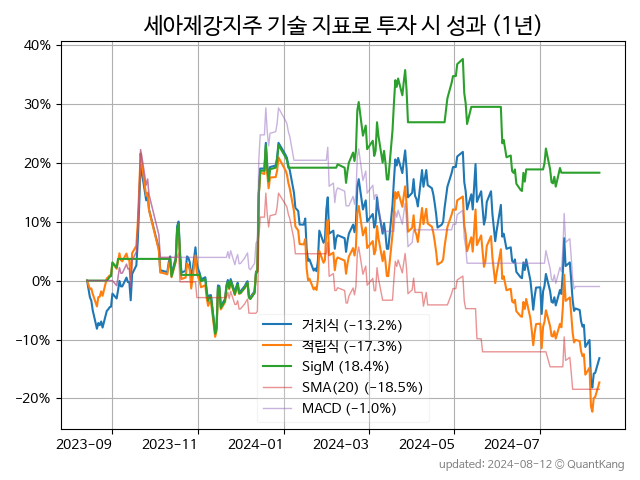 세아제강지주 기술 지표로 투자 시 성과 (1년)
40%
30%
20%
10%
0%
−10%
−20%
거치식 (−13.2%)
적립식 (−17.3%)
SigM (18.4%)
SMA(20) (−18.5%)
MACD (−1.0%)
2023-09
2023-11
2024-01
2024-03
2024-05
2024-07
updated: 2024-08-12 ⓒ QuantKang